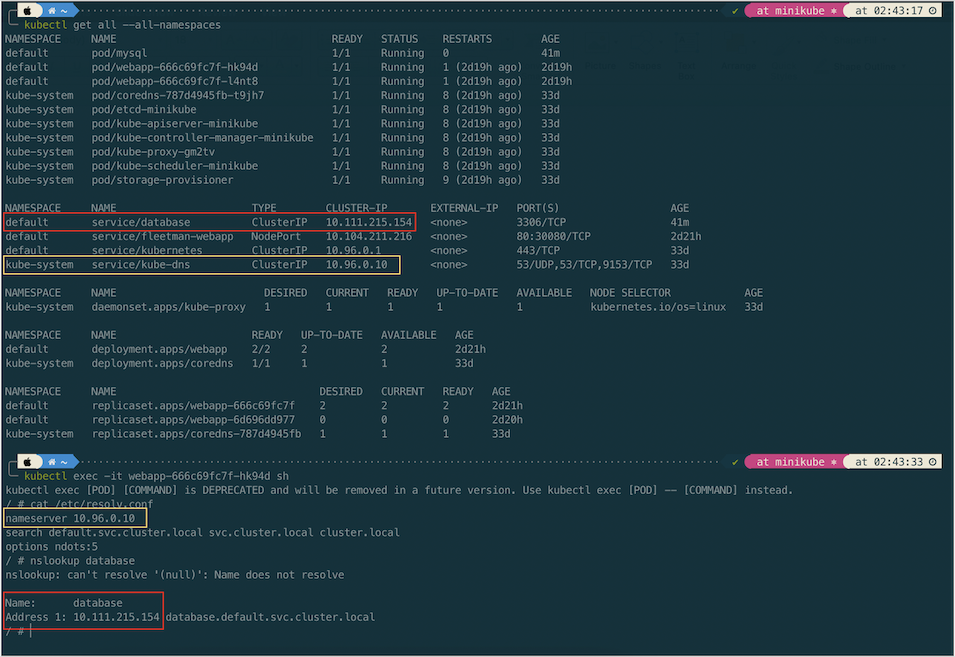 ~ ✓ at minikube ⎈ at 02:43:17
kubectl get all --all-namespaces
NAMESPACE NAME READY STATUS RESTARTS AGE
default pod/mysql 1/1 Running 0 41m
default pod/webapp-666c69fc7f-hk94d 1/1 Running 1 (2d19h ago) 2d19h
default pod/webapp-666c69fc7f-l4nt8 1/1 Running 1 (2d19h ago) 2d19h
kube-system pod/coredns-787d4945fb-t9jh7 1/1 Running 8 (2d19h ago) 33d
kube-system pod/etcd-minikube 1/1 Running 8 (2d19h ago) 33d
kube-system pod/kube-apiserver-minikube 1/1 Running 8 (2d19h ago) 33d
kube-system pod/kube-controller-manager-minikube 1/1 Running 8 (2d19h ago) 33d
kube-system pod/kube-proxy-gm2tv 1/1 Running 8 (2d19h ago) 33d
kube-system pod/kube-scheduler-minikube 1/1 Running 8 (2d19h ago) 33d
kube-system pod/storage-provisioner 1/1 Running 9 (2d19h ago) 33d
NAMESPACE NAME TYPE CLUSTER-IP EXTERNAL-IP PORT(S) AGE
default service/database ClusterIP 10.111.215.154 <none> 3306/TCP 41m
default service/fleetman-webapp NodePort 10.104.211.216 <none> 80:30080/TCP 2d21h
default service/kubernetes ClusterIP 10.96.0.1 <none> 443/TCP 33d
kube-system service/kube-dns ClusterIP 10.96.0.10 <none> 53/UDP,53/TCP,9153/TCP 33d
NAMESPACE NAME DESIRED CURRENT READY UP-TO-DATE AVAILABLE NODE SELECTOR AGE
kube-system daemonset.apps/kube-proxy 1 1 1 1 1 kubernetes.io/os=linux 33d
NAMESPACE NAME READY UP-TO-DATE AVAILABLE AGE
default deployment.apps/webapp 2/2 2 2 2d21h
kube-system deployment.apps/coredns 1/1 1 1 33d
NAMESPACE NAME DESIRED CURRENT READY AGE
default replicaset.apps/webapp-666c69fc7f 2 2 2 2d21h
default replicaset.apps/webapp-6d696dd977 0 0 0 2d20h
kube-system replicaset.apps/coredns-787d4945fb 1 1 1 33d
~ ✓ at minikube ⎈ at 02:43:33
kubectl exec -it webapp-666c69fc7f-hk94d sh
kubectl exec [POD] [COMMAND] is DEPRECATED and will be removed in a future version. Use kubectl exec [POD] -- [COMMAND] instead.
/ # cat /etc/resolv.conf
nameserver 10.96.0.10
search default.svc.cluster.local svc.cluster.local cluster.local
options ndots:5
/ # nslookup database
nslookup: can't resolve '(null)': Name does not resolve
Name: database
Address 1: 10.111.215.154 database.default.svc.cluster.local
/ #